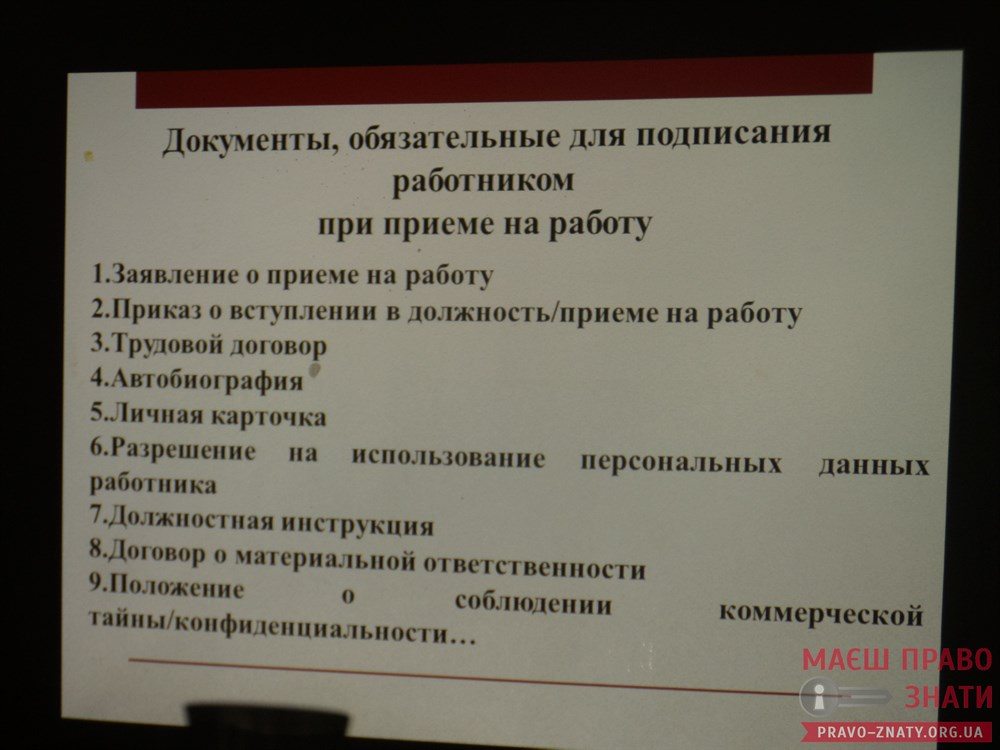 Документы, обязательные для подписания
работником
при приеме на работу
1.Заявление о приеме на работу
2.Приказ о вступлении в должность/приеме на работу
3.Трудовой договор
4.Автобиография
5.Личная карточка
6.Разрешение на использование персональных данных
работника
7.Должностная инструкция
8.Договор о материальной ответственности
9.Положение о соблюдении коммерческой
тайны/конфиденциальности…
МАЄШ ПРАВО
ЗНАТИ
PRAVO-ZNATY.ORG.UA